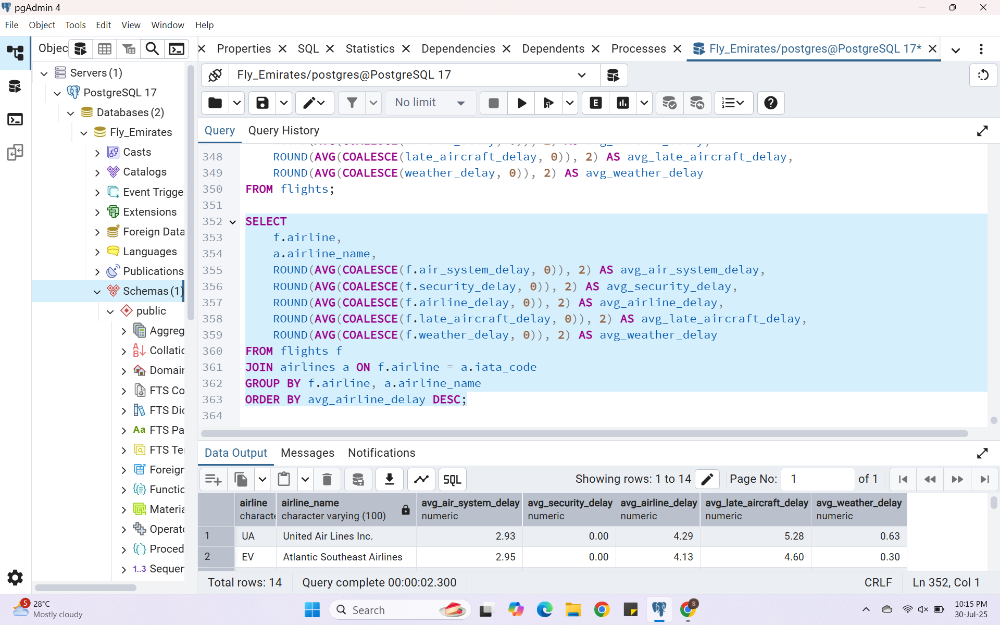 pgAdmin 4
File Object Tools Edit View Window Help
Objec
Properties SQL Statistics Dependencies Dependents Processes Fly_Emirates/postgres@PostgreSQL 17*
Servers (1)
PostgreSQL 17
Databases (2)
Fly_Emirates
Casts
Catalogs
Event Trigge
Extensions
Foreign Data
Languages
Publications
Schemas (1)
public
Aggreg
Collatic
Domair
FTS Co
FTS Dic
FTS Pa
FTS Te
Foreigr
Functic
Materia
Operato
Proced
1..3 Sequer
Fly_Emirates/postgres@PostgreSQL 17
No limit
Query Query History
348 ROUND(AVG(COALESCE(late_aircraft_delay, 0)), 2) AS avg_late_aircraft_delay,
349 ROUND(AVG(COALESCE(weather_delay, 0)), 2) AS avg_weather_delay
350 FROM flights;
351
352 SELECT
353 f.airline,
354 a.airline_name,
355 ROUND(AVG(COALESCE(f.air_system_delay, 0)), 2) AS avg_air_system_delay,
356 ROUND(AVG(COALESCE(f.security_delay, 0)), 2) AS avg_security_delay,
357 ROUND(AVG(COALESCE(f.airline_delay, 0)), 2) AS avg_airline_delay,
358 ROUND(AVG(COALESCE(f.late_aircraft_delay, 0)), 2) AS avg_late_aircraft_delay,
359 ROUND(AVG(COALESCE(f.weather_delay, 0)), 2) AS avg_weather_delay
360 FROM flights f
361 JOIN airlines a ON f.airline = a.iata_code
362 GROUP BY f.airline, a.airline_name
363 ORDER BY avg_airline_delay DESC;
364
Data Output Messages Notifications
SQL Showing rows: 1 to 14 Page No: 1 of 1
airline airline_name avg_air_system_delay avg_security_delay avg_airline_delay avg_late_aircraft_delay avg_weather_delay
characte character varying (100) numeric numeric numeric numeric numeric
1 UA United Air Lines Inc. 2.93 0.00 4.29 5.28 0.63
2 EV Atlantic Southeast Airlines 2.95 0.00 4.13 4.60 0.30
Total rows: 14 Query complete 00:00:02.300 CRLF Ln 352, Col 1
5 28°C
Mostly cloudy
Search
S
10:15 PM
30-Jul-25